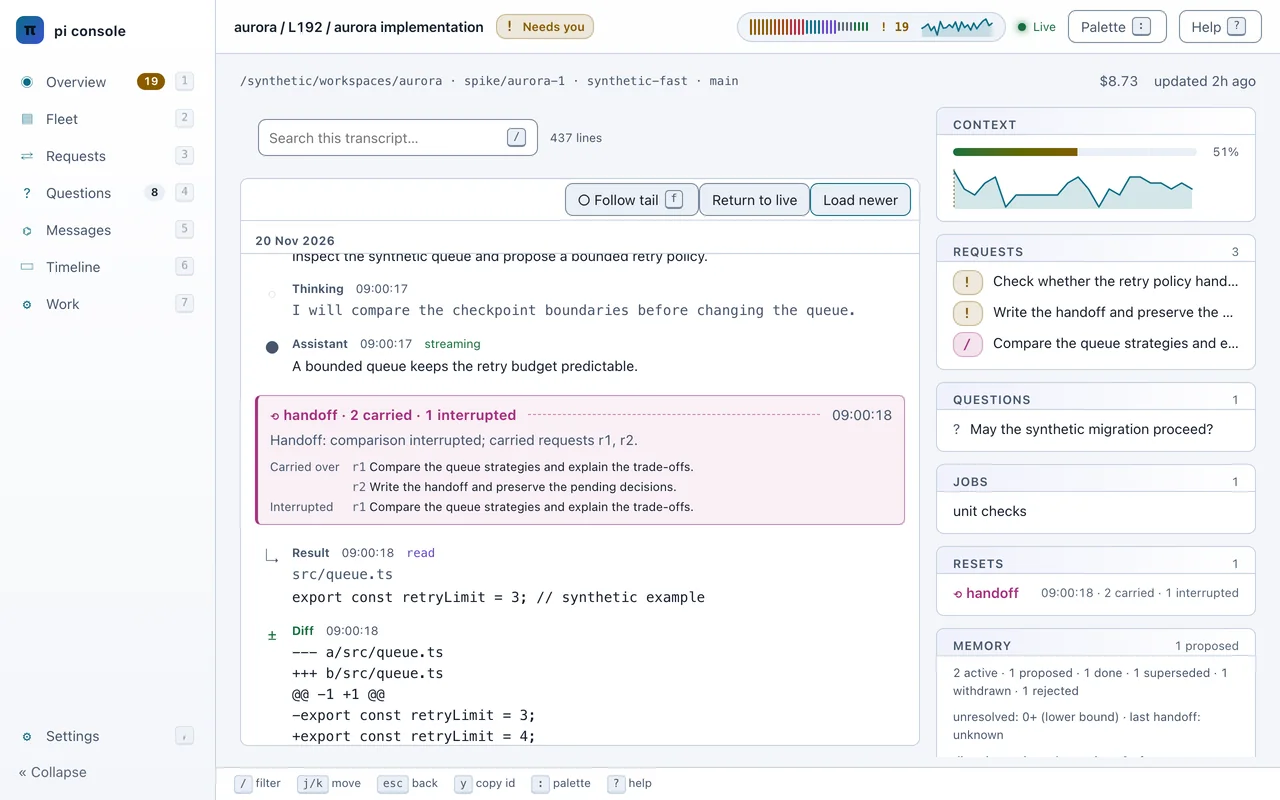 π pi console
Overview 19 1
Fleet 2
Requests 3
Questions 8 4
Messages 5
Timeline 6
Work 7
Settings ,
« Collapse
aurora / L192 / aurora implementation ! Needs you ! 19 Live Palette : Help ?
/synthetic/workspaces/aurora · spike/aurora-1 · synthetic-fast · main $8.73 updated 2h ago
Search this transcript... / 437 lines
Follow tail f Return to live Load newer
20 Nov 2026
Inspect the synthetic queue and propose a bounded retry policy.
Thinking 09:00:17
I will compare the checkpoint boundaries before changing the queue.
Assistant 09:00:17 streaming
A bounded queue keeps the retry budget predictable.
handoff · 2 carried · 1 interrupted 09:00:18
Handoff: comparison interrupted; carried requests r1, r2.
Carried over r1 Compare the queue strategies and explain the trade-offs.
r2 Write the handoff and preserve the pending decisions.
Interrupted r1 Compare the queue strategies and explain the trade-offs.
Result 09:00:18 read
src/queue.ts
export const retryLimit = 3; // synthetic example
± Diff 09:00:18
--- a/src/queue.ts
+++ b/src/queue.ts
@@ -1 +1 @@
-export const retryLimit = 3;
+export const retryLimit = 4;
CONTEXT
51%
REQUESTS 3
! Check whether the retry policy hand...
! Write the handoff and preserve the ...
/ Compare the queue strategies and e...
QUESTIONS 1
? May the synthetic migration proceed?
JOBS 1
unit checks
RESETS 1
handoff 09:00:18 · 2 carried · 1 interrupted
MEMORY 1 proposed
2 active · 1 proposed · 1 done · 1 superseded · 1
withdrawn · 1 rejected
unresolved: 0+ (lower bound) · last handoff:
unknown
/ filter j/k move esc back y copy id : palette ? help